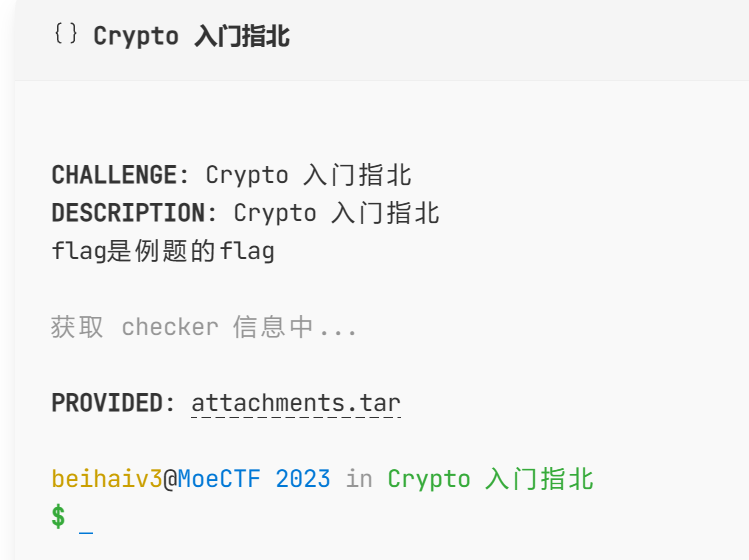 {} Crypto 入门指北
CHALLENGE: Crypto 入门指北
DESCRIPTION: Crypto 入门指北
flag是例题的flag
获取 checker 信息中...
PROVIDED: attachments.tar
beihaiv3@MoeCTF 2023 in Crypto 入门指北
$ _